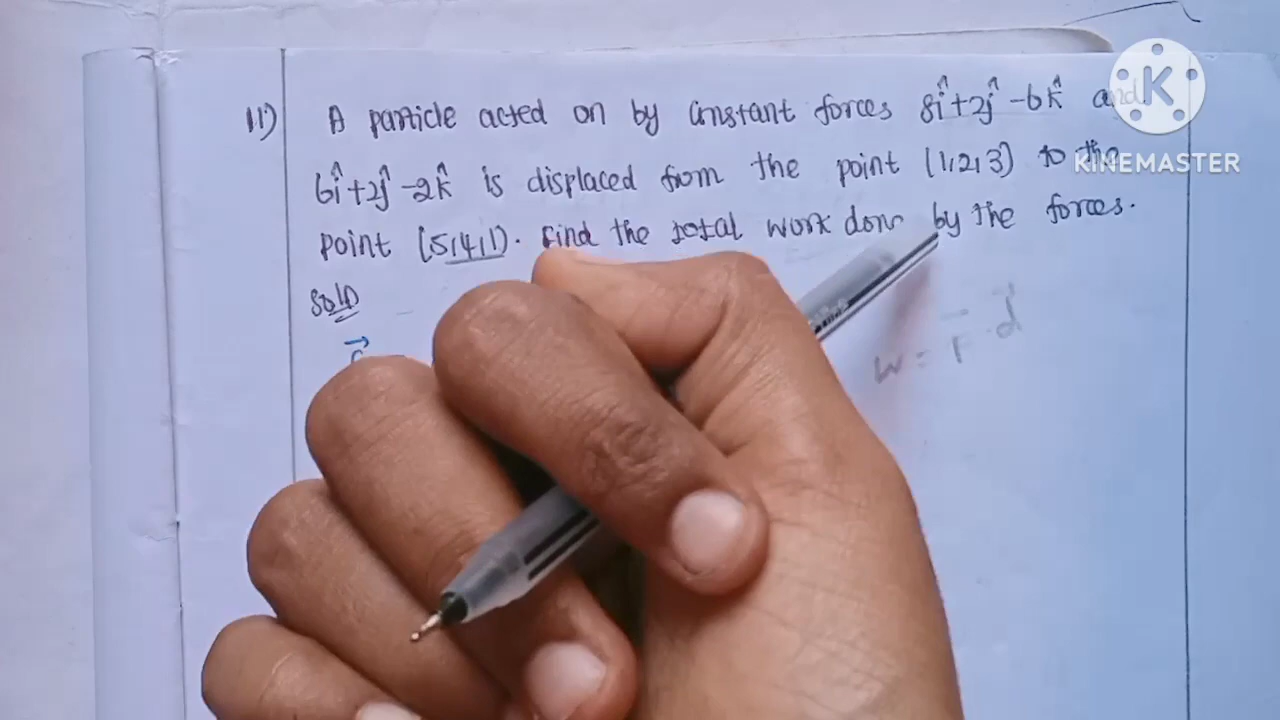 11) A particle acted on by constant forces 8î+2ĵ-6k̂ and
KINEMASTER
6î+2ĵ-2k̂ is displaced from the point (1,2,3) to the
point (5,4,1). Find the total work done by the forces.
Soln
W = F⃗.d⃗